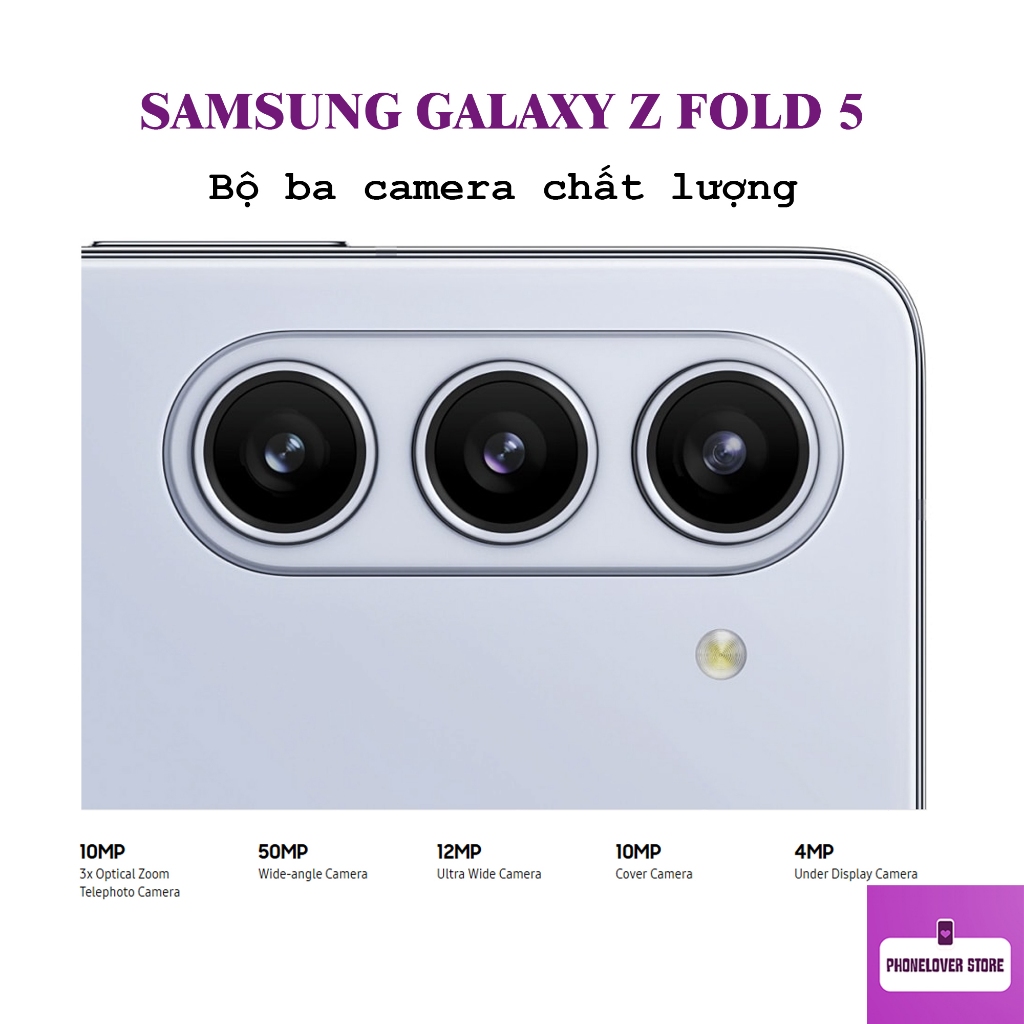 SAMSUNG GALAXY Z FOLD 5
Bộ ba camera chất lượng
10MP
3x Optical Zoom
Telephoto Camera
50MP
Wide-angle Camera
12MP
Ultra Wide Camera
10MP
Cover Camera
4MP
Under Display Camera
PHONELOVER STORE